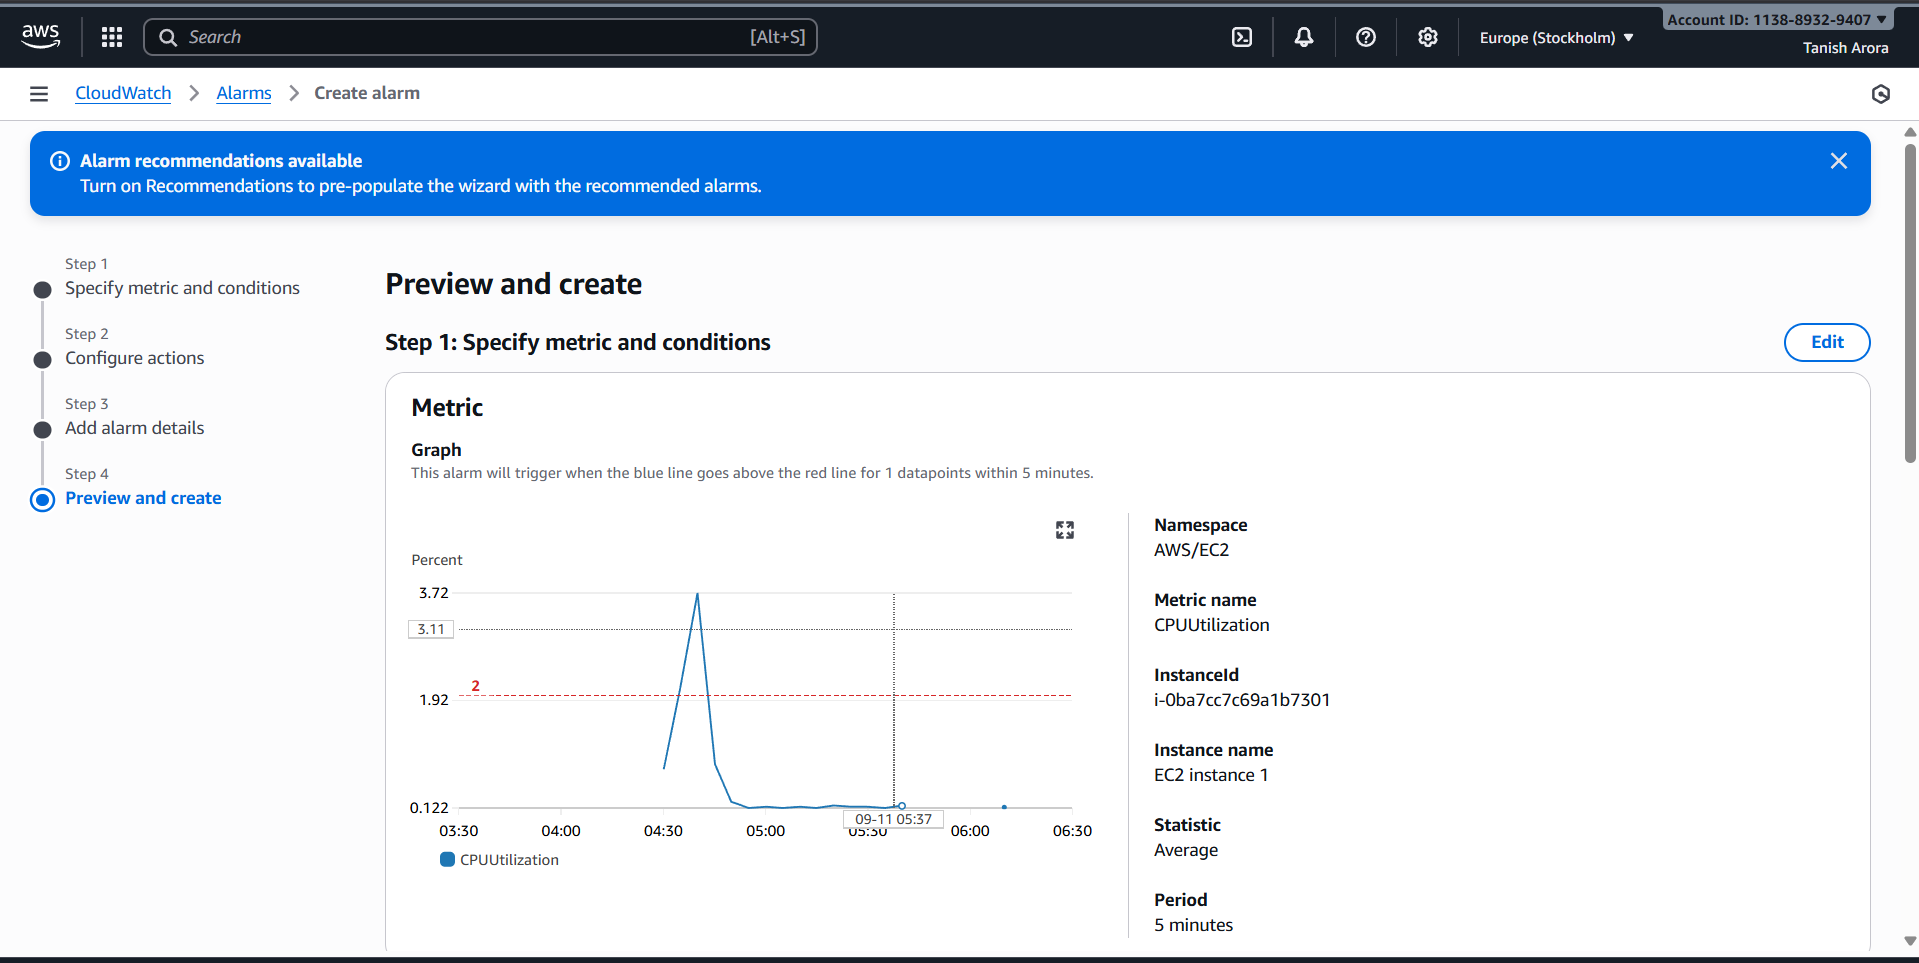 aws
Search
[Alt+S]
Europe (Stockholm)
Account ID: 1138-8932-9407
Tanish Arora
CloudWatch
Alarms
Create alarm
Alarm recommendations available
Turn on Recommendations to pre-populate the wizard with the recommended alarms.
Step 1
Specify metric and conditions
Step 2
Configure actions
Step 3
Add alarm details
Step 4
Preview and create
Preview and create
Step 1: Specify metric and conditions
Edit
Metric
Graph
This alarm will trigger when the blue line goes above the red line for 1 datapoints within 5 minutes.
Percent
3.72
3.11
2
1.92
0.122
09-11 05:37
03:30
04:00
04:30
05:00
05:30
06:00
06:30
CPUUtilization
Namespace
AWS/EC2
Metric name
CPUUtilization
InstanceId
i-0ba7cc7c69a1b7301
Instance name
EC2 instance 1
Statistic
Average
Period
5 minutes